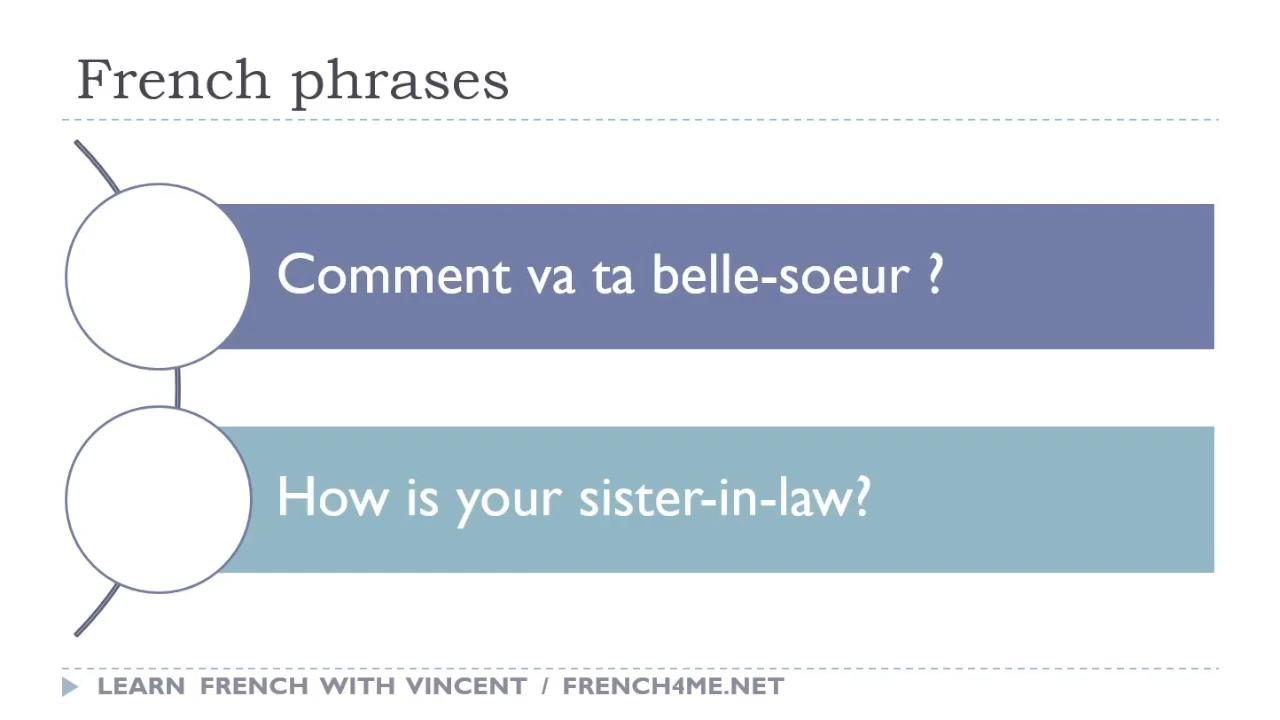 French phrases
Comment va ta belle-soeur ?
How is your sister-in-law?
LEARN FRENCH WITH VINCENT / FRENCH4ME.NET